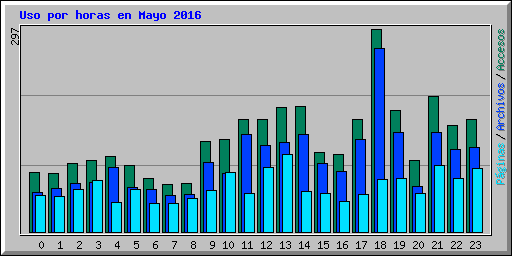 Uso por horas en Mayo 2016
297
Páginas / Archivos / Accesos
0 1 2 3 4 5 6 7 8 9 10 11 12 13 14 15 16 17 18 19 20 21 22 23